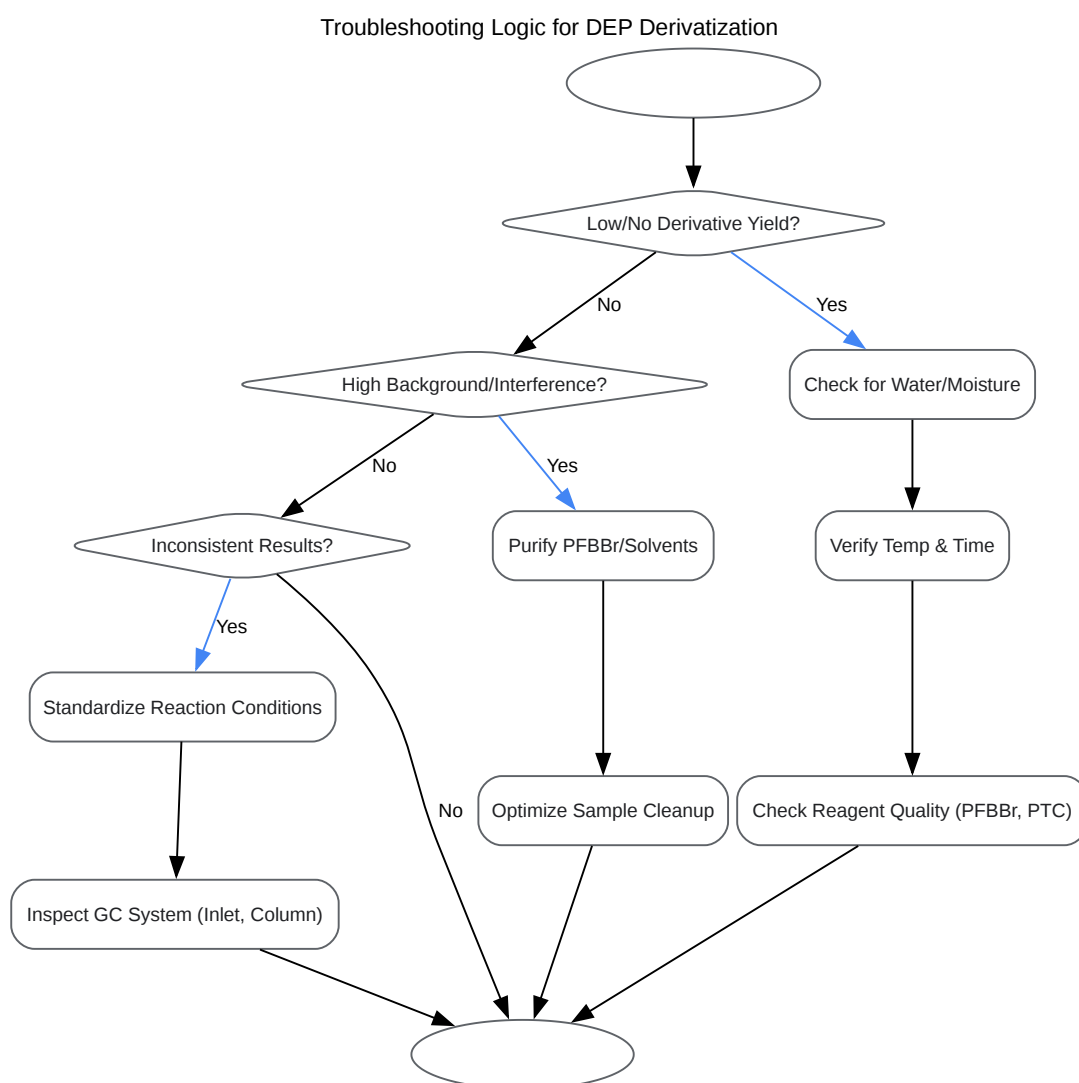 Troubleshooting Logic for DEP Derivatization
Low/No Derivative Yield?
No
Yes
High Background/Interference?
Check for Water/Moisture
No
Yes
Inconsistent Results?
Purify PFBBr/Solvents
Verify Temp & Time
Yes
Standardize Reaction Conditions
No
Optimize Sample Cleanup
Check Reagent Quality (PFBBr, PTC)
Inspect GC System (Inlet, Column)